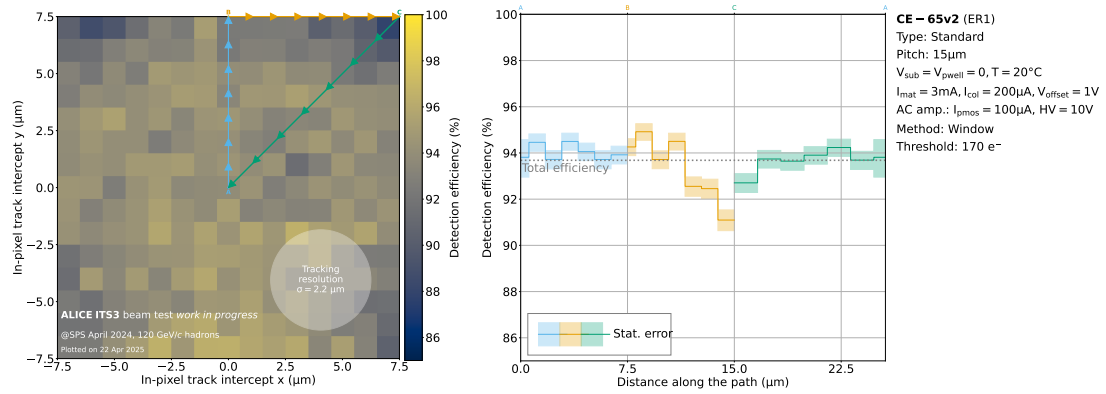 B
C
7.5
5.0
2.5
0.0
−2.5
−5.0
−7.5
In-pixel track intercept y (μm)
Tracking
resolution
σ = 2.2 μm
ALICE ITS3 beam test work in progress
@SPS April 2024, 120 GeV/c hadrons
Plotted on 22 Apr 2025
−7.5 −5.0 −2.5 0.0 2.5 5.0 7.5
In-pixel track intercept x (μm)
100
98
96
94
92
90
88
86
Detection efficiency (%)
A B C A
100
98
96
94
92
90
88
86
Detection efficiency (%)
Total efficiency
Stat. error
0.0 7.5 15.0 22.5
Distance along the path (μm)
CE − 65v2 (ER1)
Type: Standard
Pitch: 15μm
Vsub = Vpwell = 0, T = 20°C
Imat = 3mA, Icol = 200μA, Voffset = 1V
AC amp.: Ipmos = 100μA, HV = 10V
Method: Window
Threshold: 170 e⁻